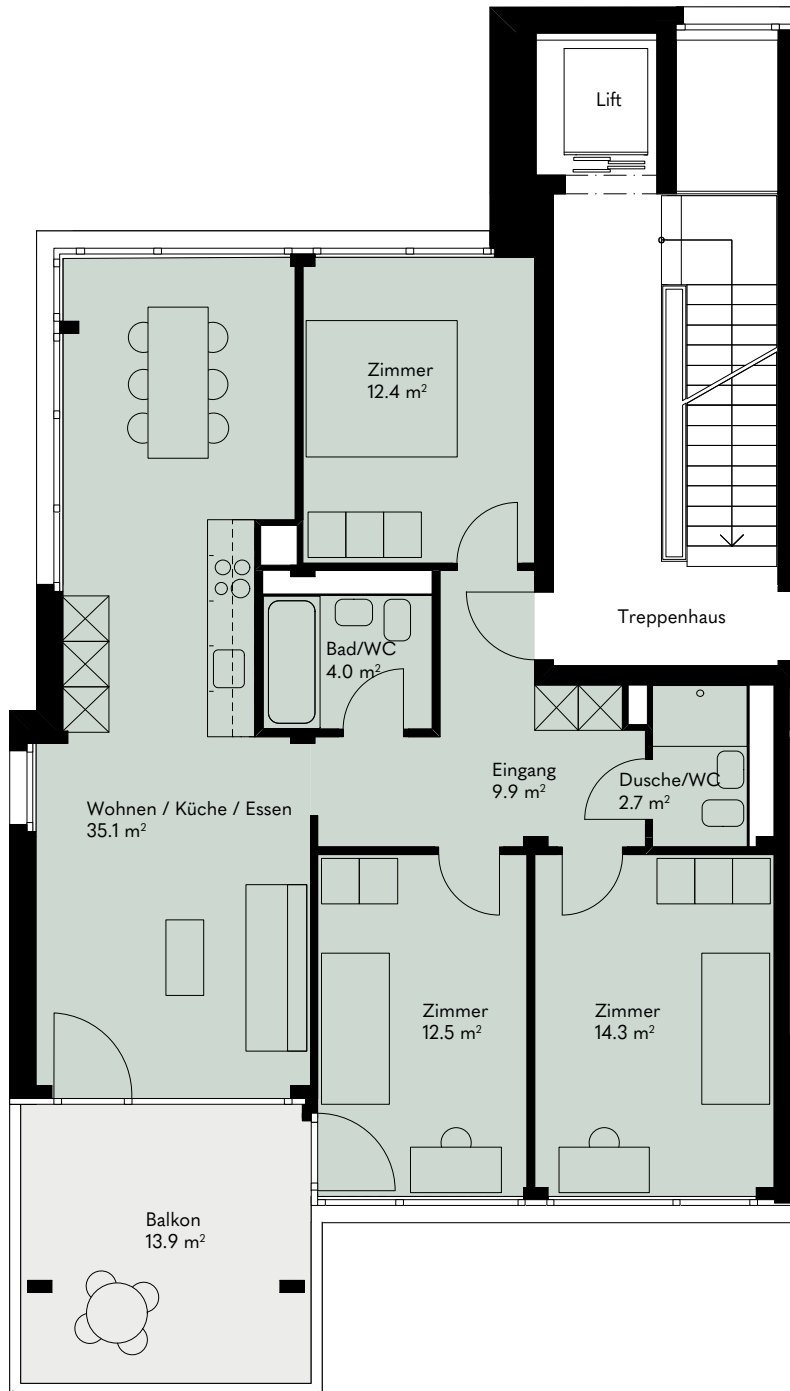 Lift
Zimmer
12.4 m²
Treppenhaus
Bad/WC
4.0 m²
Eingang
9.9 m²
Dusche/WC
2.7 m²
Wohnen / Küche / Essen
35.1 m²
Zimmer
12.5 m²
Zimmer
14.3 m²
Balkon
13.9 m²